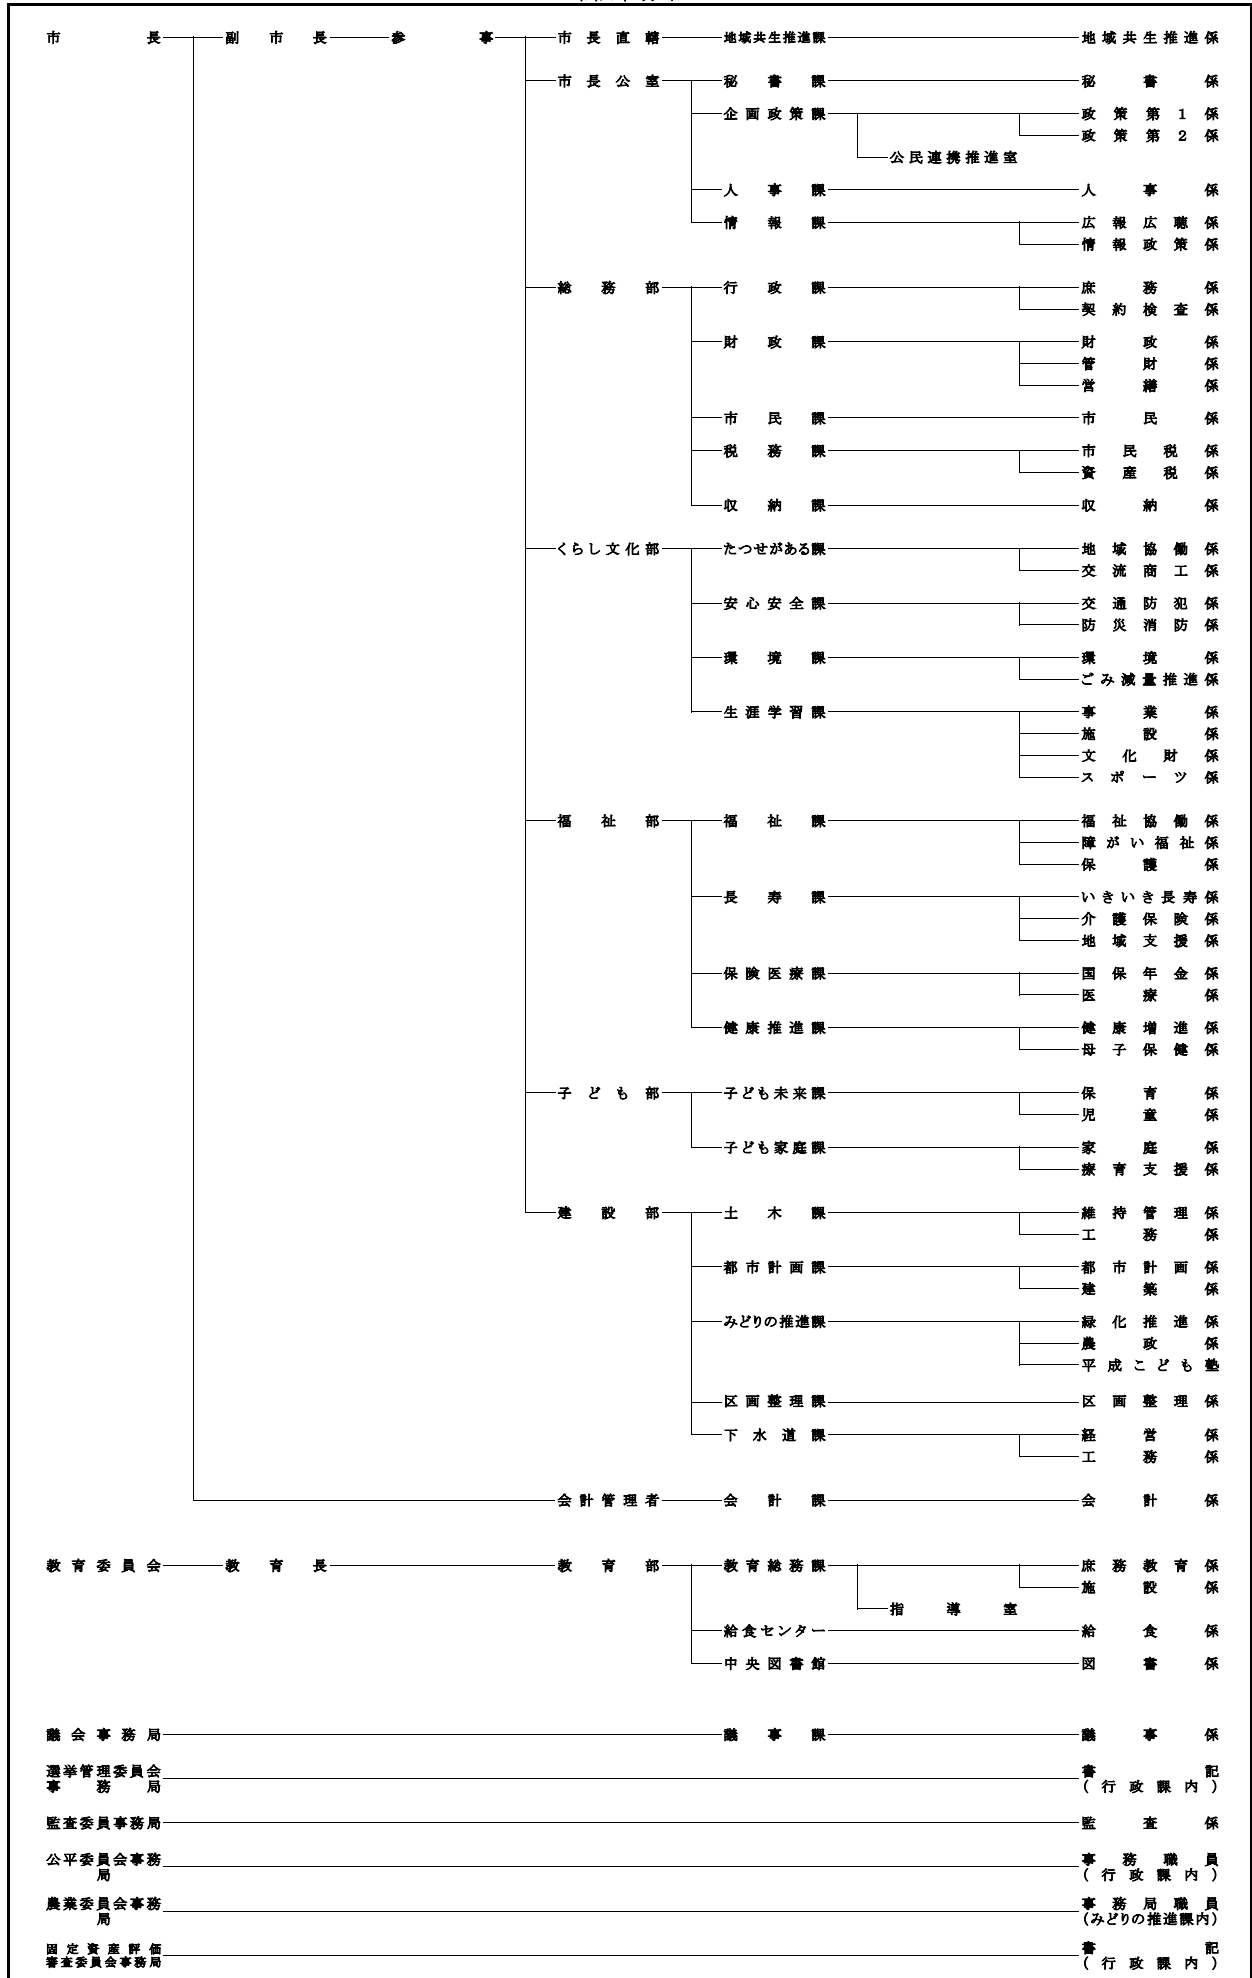 市長 副市長 参事 市長直轄 地域共生推進課 地域共生推進係
市長公室 秘書課 秘書係
企画政策課 政策第1係
政策第2係
公民連携推進室
人事課 人事係
情報課 広報広聴係
情報政策係
総務部 行政課 庶務係
契約検査係
財政課 財政係
管財係
営繕係
市民課 市民係
税務課 市民税係
資産税係
収納課 収納係
くらし文化部 たつせがある課 地域協働係
交流商工係
安心安全課 交通防犯係
防災消防係
環境課 環境係
ごみ減量推進係
生涯学習課 事業係
施設係
文化財係
スポーツ係
福祉部 福祉課 福祉協働係
障がい福祉係
保護係
長寿課 いきいき長寿係
介護保険係
地域支援係
保険医療課 国保年金係
医療係
健康推進課 健康増進係
母子保健係
子ども部 子ども未来課 保育係
児童係
子ども家庭課 家庭係
療育支援係
建設部 土木課 維持管理係
工務係
都市計画課 都市計画係
建築係
みどりの推進課 緑化推進係
農政係
平成こども塾
区画整理課 区画整理係
下水道課 経営係
工務係
会計管理者 会計課 会計係
教育委員会 教育長 教育部 教育総務課 庶務教育係
施設係
指導室
給食センター 給食係
中央図書館 図書係
議会事務局 議事課 議事係
選挙管理委員会 書記
事務局 (行政課内)
監査委員事務局 監査係
公平委員会事務 事務職員
局 (行政課内)
農業委員会事務 事務局職員
局 (みどりの推進課内)
固定資産評価 書記
審査委員会事務局 (行政課内)